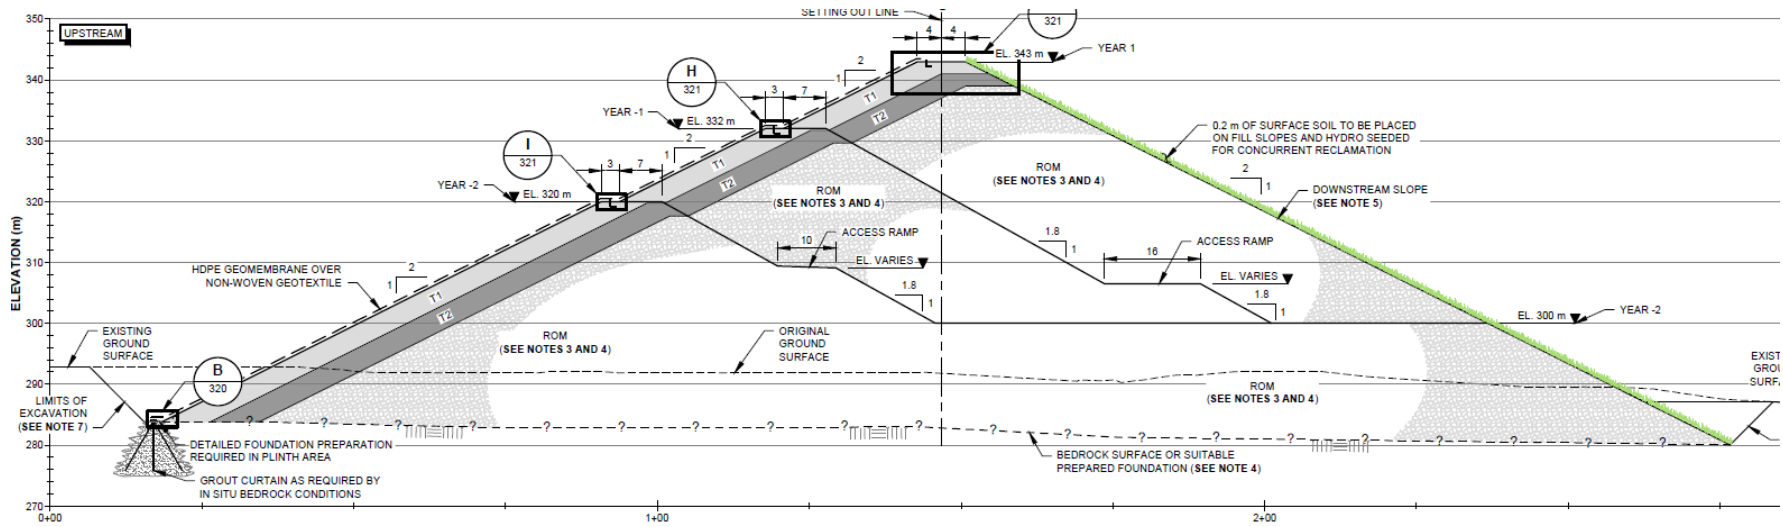 SETTING OUT LINE
321
350
UPSTREAM
4
4
EL. 343 m
YEAR 1
2
1
H
321
340
3
7
YEAR -1
EL. 332 m
T1
T2
330
0.2 m OF SURFACE SOIL TO BE PLACED
ON FILL SLOPES AND HYDRO SEEDED
FOR CONCURRENT RECLAMATION
I
321
2
1
3
7
T1
T2
YEAR -2
EL. 320 m
ROM
(SEE NOTES 3 AND 4)
ROM
(SEE NOTES 3 AND 4)
2
1
DOWNSTREAM SLOPE
(SEE NOTE 5)
320
ELEVATION (m)
10
ACCESS RAMP
1.8
1
16
ACCESS RAMP
310
HDPE GEOMEMBRANE OVER
NON-WOVEN GEOTEXTILE
2
1
EL. VARIES
EL. VARIES
T1
T2
1.8
1
1.8
1
EL. 300 m
YEAR -2
300
EXISTING
GROUND
SURFACE
ROM
(SEE NOTES 3 AND 4)
ORIGINAL
GROUND
SURFACE
EXIST
GROU
SURFA
290
B
320
ROM
(SEE NOTES 3 AND 4)
LIMITS OF
EXCAVATION
(SEE NOTE 7)
? ? ? ? ? ? ? ? ? ? ? ? ? ? ? ? ? ? ?
280
DETAILED FOUNDATION PREPARATION
REQUIRED IN PLINTH AREA
BEDROCK SURFACE OR SUITABLE
PREPARED FOUNDATION (SEE NOTE 4)
GROUT CURTAIN AS REQUIRED BY
IN SITU BEDROCK CONDITIONS
270
0+00
1+00
2+00